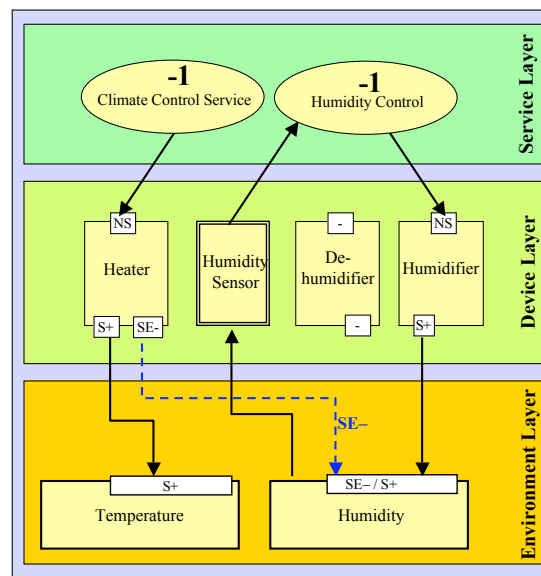 -1
Climate Control Service
-1
Humidity Control
Service Layer
NS
Heater
S+
SE-
Humidity
Sensor
-
De-
humidifier
-
NS
Humidifier
S+
Device Layer
SE–
S+
Temperature
SE– / S+
Humidity
Environment Layer